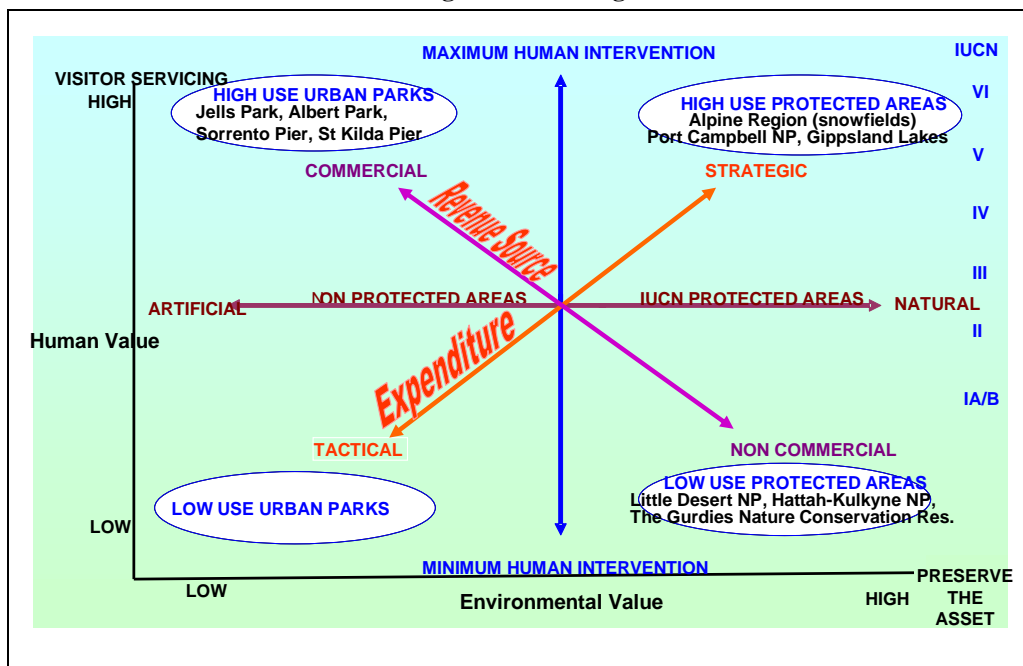 MAXIMUM HUMAN INTERVENTION
IUCN
VISITOR SERVICING
HIGH
HIGH USE URBAN PARKS
Jells Park, Albert Park,
Sorrento Pier, St Kilda Pier
HIGH USE PROTECTED AREAS
Alpine Region (snowfields)
Port Campbell NP, Gippsland Lakes
VI
V
COMMERCIAL
STRATEGIC
Revenue Source
IV
III
ARTIFICIAL
NON PROTECTED AREAS
IUCN PROTECTED AREAS
NATURAL
Human Value
II
Expenditure
IA/B
TACTICAL
NON COMMERCIAL
LOW USE URBAN PARKS
LOW USE PROTECTED AREAS
Little Desert NP, Hattah-Kulkyne NP,
The Gurdies Nature Conservation Res.
LOW
MINIMUM HUMAN INTERVENTION
LOW
Environmental Value
HIGH
PRESERVE
THE
ASSET